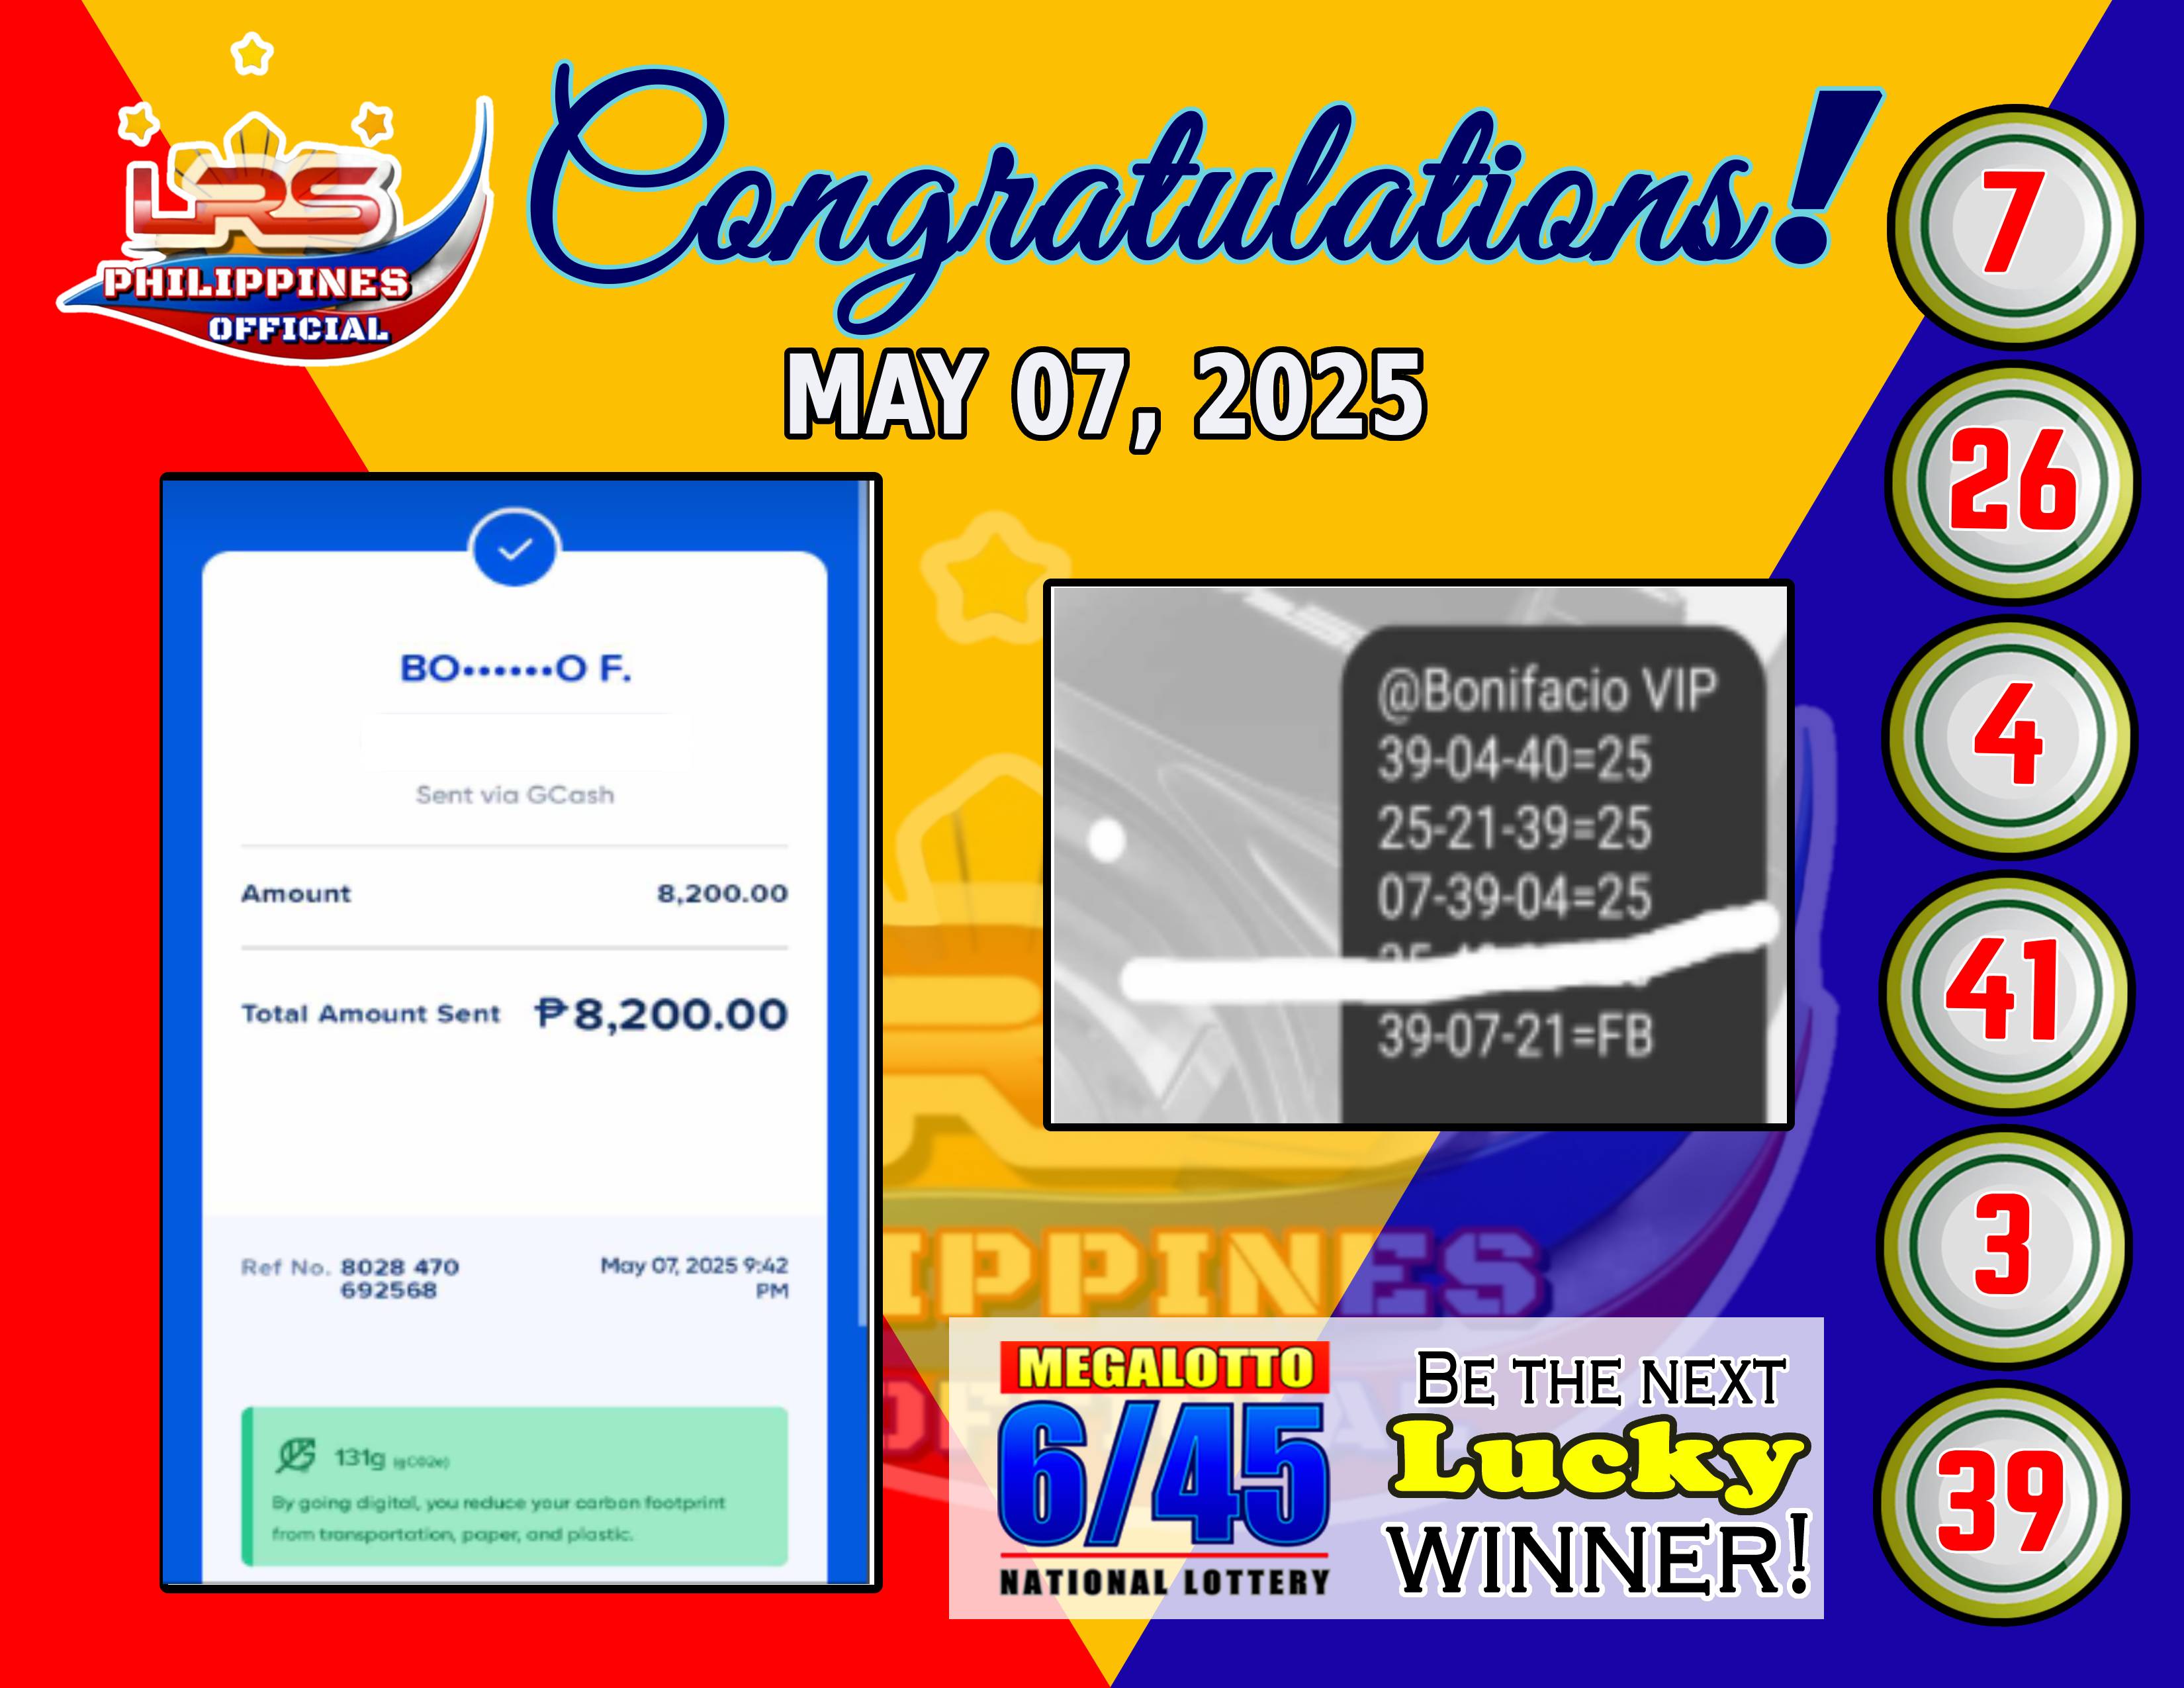 LRS
PHILIPPINES
OFFICIAL
Congratulations!
MAY 07, 2025
BO••••••O F.
Sent via GCash
Amount 8,200.00
Total Amount Sent ₱8,200.00
Ref No. 8028 470
692568
May 07, 2025 9:42
PM
131g (gCO2e)
By going digital, you reduce your carbon footprint
from transportation, paper, and plastic.
@Bonifacio VIP
39-04-40=25
25-21-39=25
07-39-04=25
39-07-21=FB
MEGALOTTO
6/45
NATIONAL LOTTERY
BE THE NEXT
Lucky
WINNER!
7
26
4
41
3
39